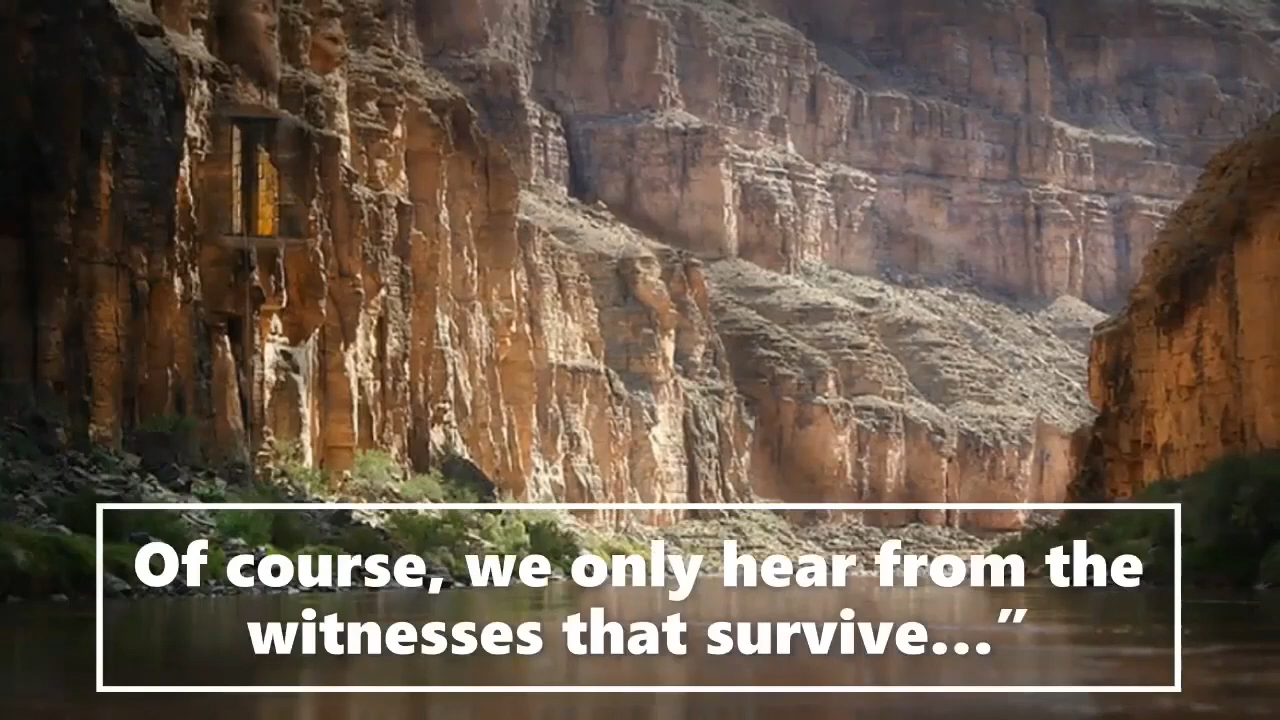 Of course, we only hear from the
witnesses that survive...”